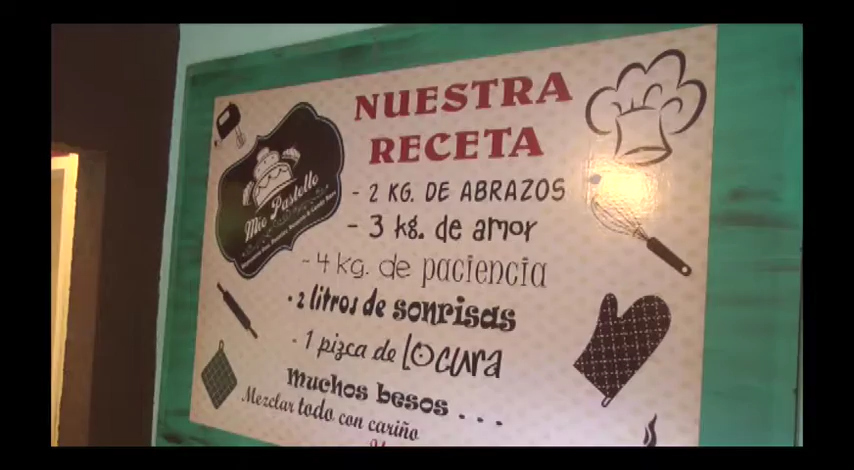 NUESTRA
RECETA
- 2 KG. DE ABRAZOS
- 3 kg. de amor
- 4 kg. de paciencia
• 2 litros de sonrisas
- 1 pizca de locura
Muchos besos . . .
Mezclar todo con cariño
Mio Pastello